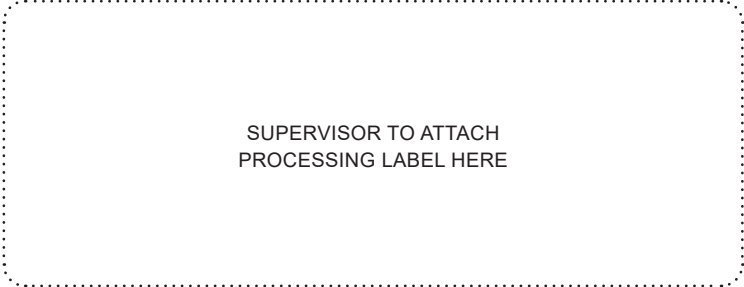 SUPERVISOR TO ATTACH
PROCESSING LABEL HERE